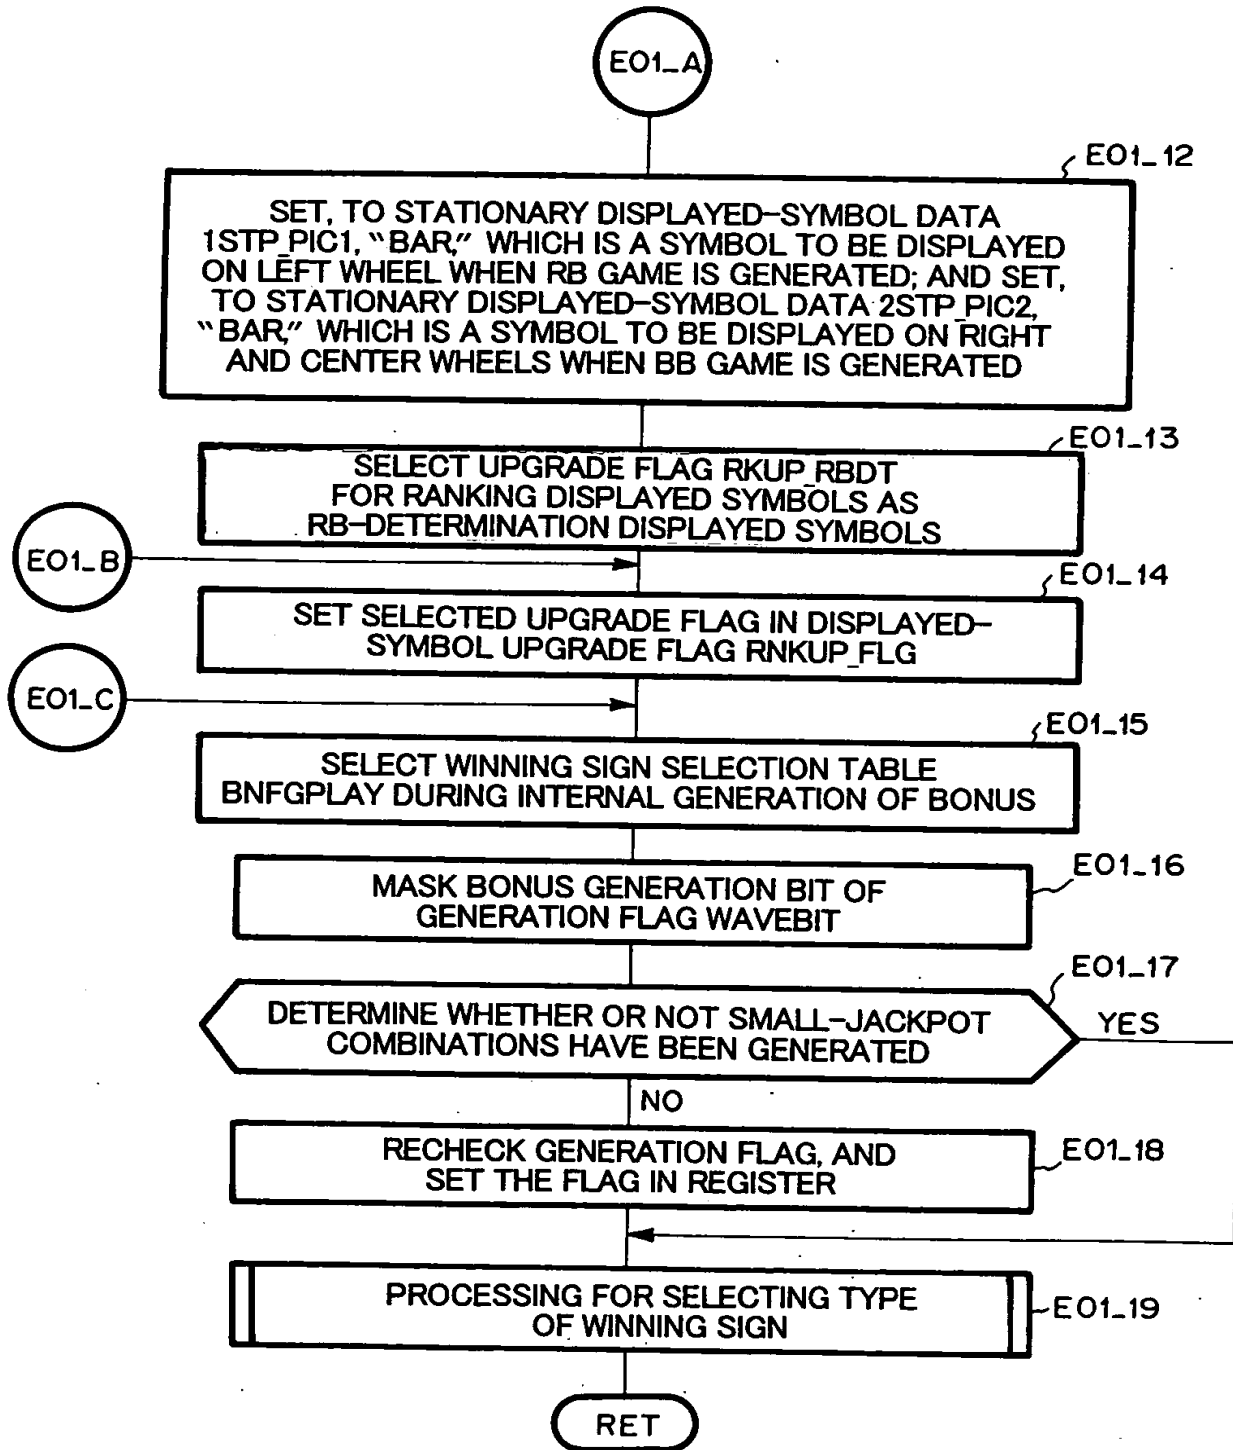 E01_A
E01_12
SET, TO STATIONARY DISPLAYED-SYMBOL DATA
1STP_PIC1, "BAR," WHICH IS A SYMBOL TO BE DISPLAYED
ON LEFT WHEEL WHEN RB GAME IS GENERATED; AND SET,
TO STATIONARY DISPLAYED-SYMBOL DATA 2STP_PIC2,
"BAR," WHICH IS A SYMBOL TO BE DISPLAYED ON RIGHT
AND CENTER WHEELS WHEN BB GAME IS GENERATED
E01_13
SELECT UPGRADE FLAG RKUP_RBDT
FOR RANKING DISPLAYED SYMBOLS AS
RB-DETERMINATION DISPLAYED SYMBOLS
E01_B
E01_14
SET SELECTED UPGRADE FLAG IN DISPLAYED-
SYMBOL UPGRADE FLAG RNKUP_FLG
E01_C
E01_15
SELECT WINNING SIGN SELECTION TABLE
BNFGPLAY DURING INTERNAL GENERATION OF BONUS
E01_16
MASK BONUS GENERATION BIT OF
GENERATION FLAG WAVEBIT
E01_17
DETERMINE WHETHER OR NOT SMALL-JACKPOT
COMBINATIONS HAVE BEEN GENERATED
YES
NO
E01_18
RECHECK GENERATION FLAG, AND
SET THE FLAG IN REGISTER
PROCESSING FOR SELECTING TYPE
OF WINNING SIGN
E01_19
RET